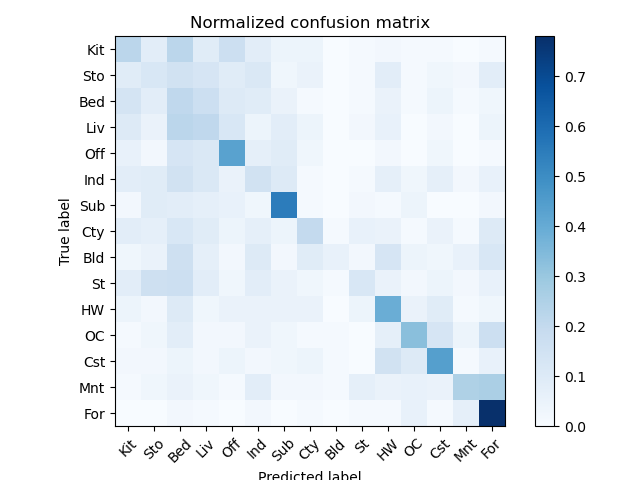 Normalized confusion matrix
True label
Kit
Sto
Bed
Liv
Off
Ind
Sub
Cty
Bld
St
HW
OC
Cst
Mnt
For
Kit Sto Bed Liv Off Ind Sub Cty Bld St HW OC Cst Mnt For
Predicted label
0.7
0.6
0.5
0.4
0.3
0.2
0.1
0.0